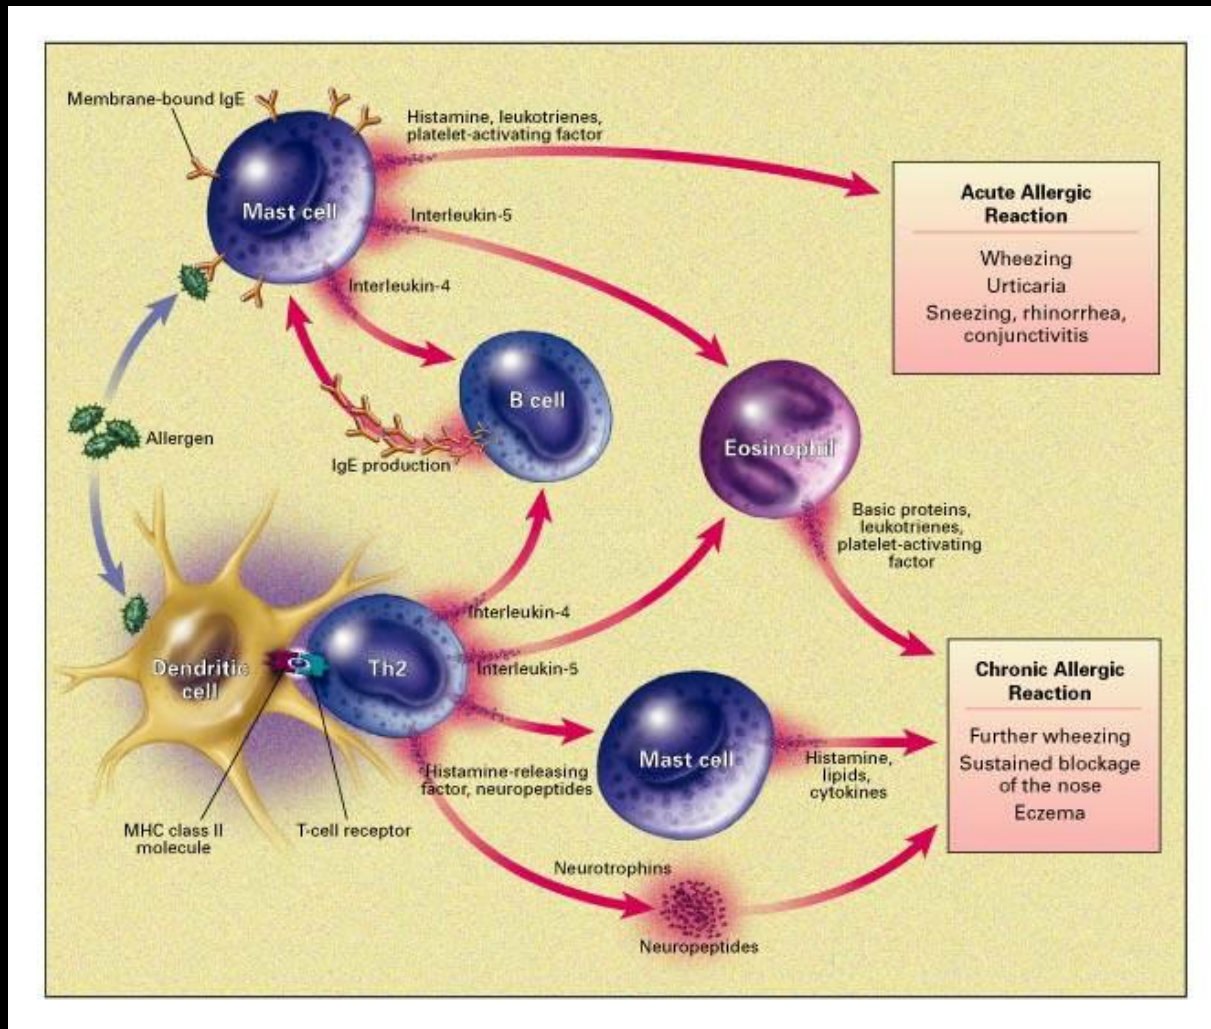 Membrane-bound IgE
Histamine, leukotrienes,
platelet-activating factor
Mast cell
Interleukin-5
Interleukin-4
Acute Allergic
Reaction
Wheezing
Urticaria
Sneezing, rhinorrhea,
conjunctivitis
B cell
Allergen
IgE production
Eosinophil
Basic proteins,
leukotrienes,
platelet-activating
factor
Interleukin-4
Dendritic
cell
Th2
Interleukin-5
Chronic Allergic
Reaction
Further wheezing
Sustained blockage
of the nose
Eczema
Mast cell
Histamine,
lipids,
cytokines
Histamine-releasing
factor, neuropeptides
MHC class II
molecule
T-cell receptor
Neurotrophins
Neuropeptides